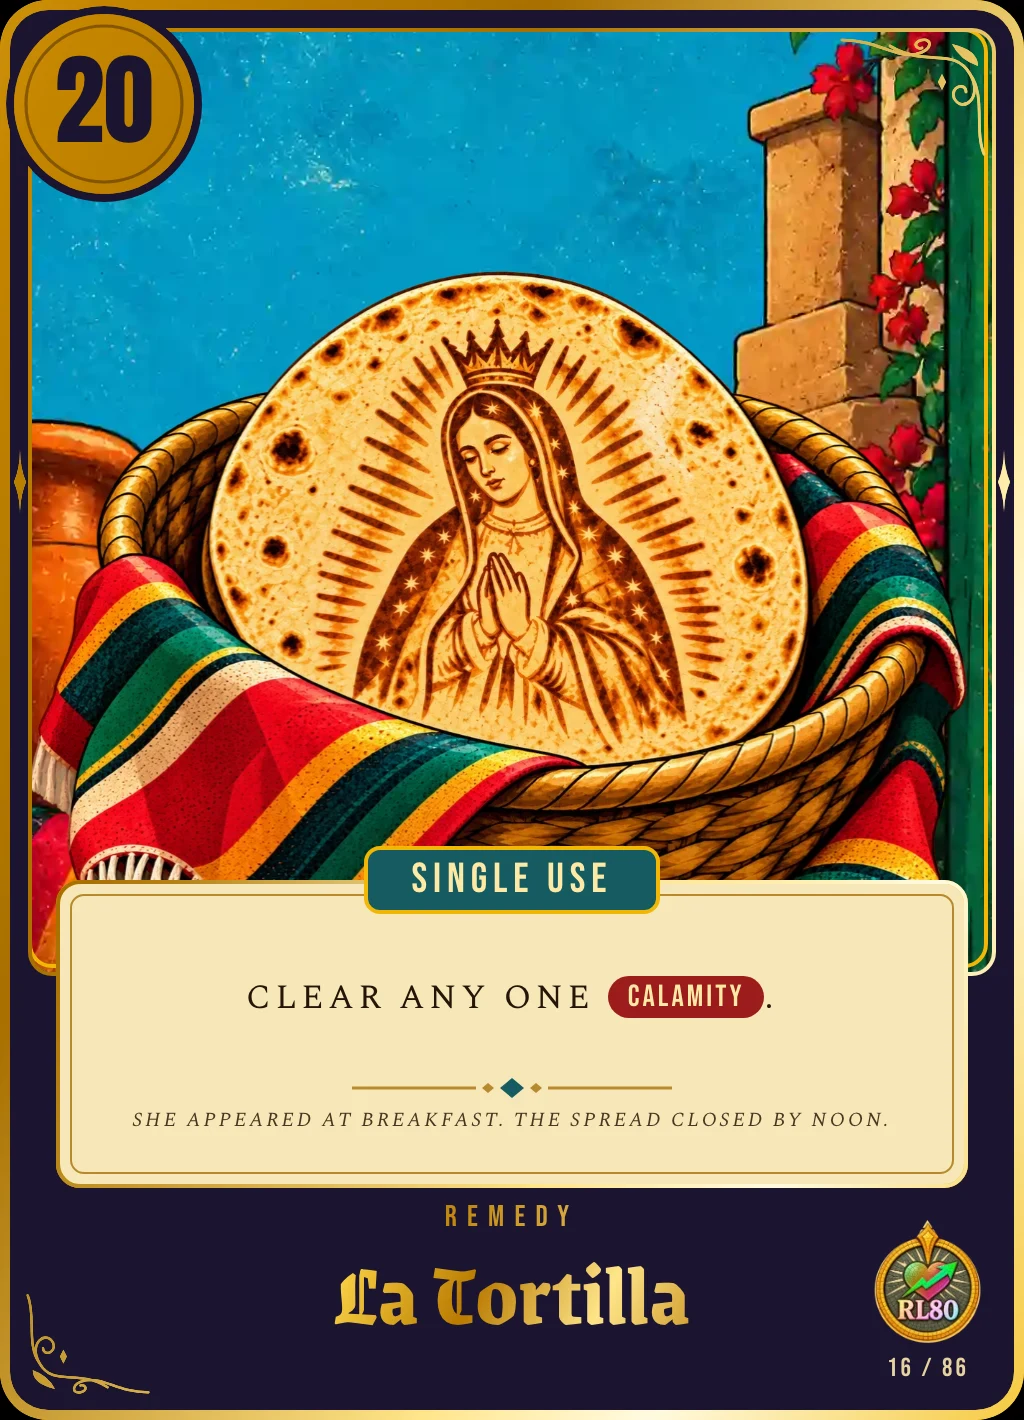 20
SINGLE USE
CLEAR ANY ONE CALAMITY.
SHE APPEARED AT BREAKFAST. THE SPREAD CLOSED BY NOON.
REMEDY
La Tortilla
RL80
16 / 86